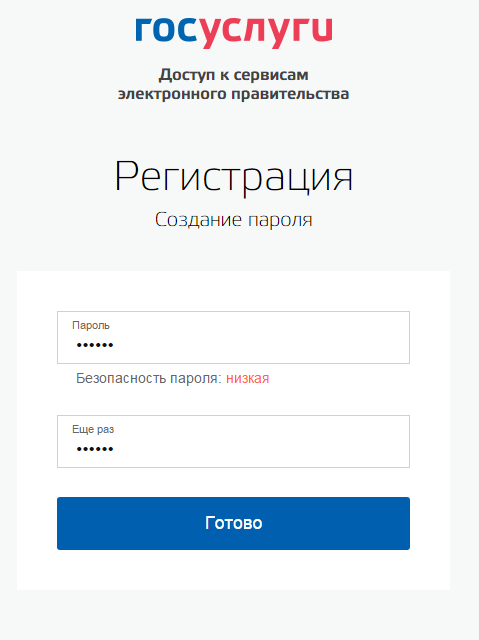 госуслуги
Доступ к сервисам
электронного правительства
Регистрация
Создание пароля
Пароль
••••••
Безопасность пароля: низкая
Еще раз
••••••
Готово